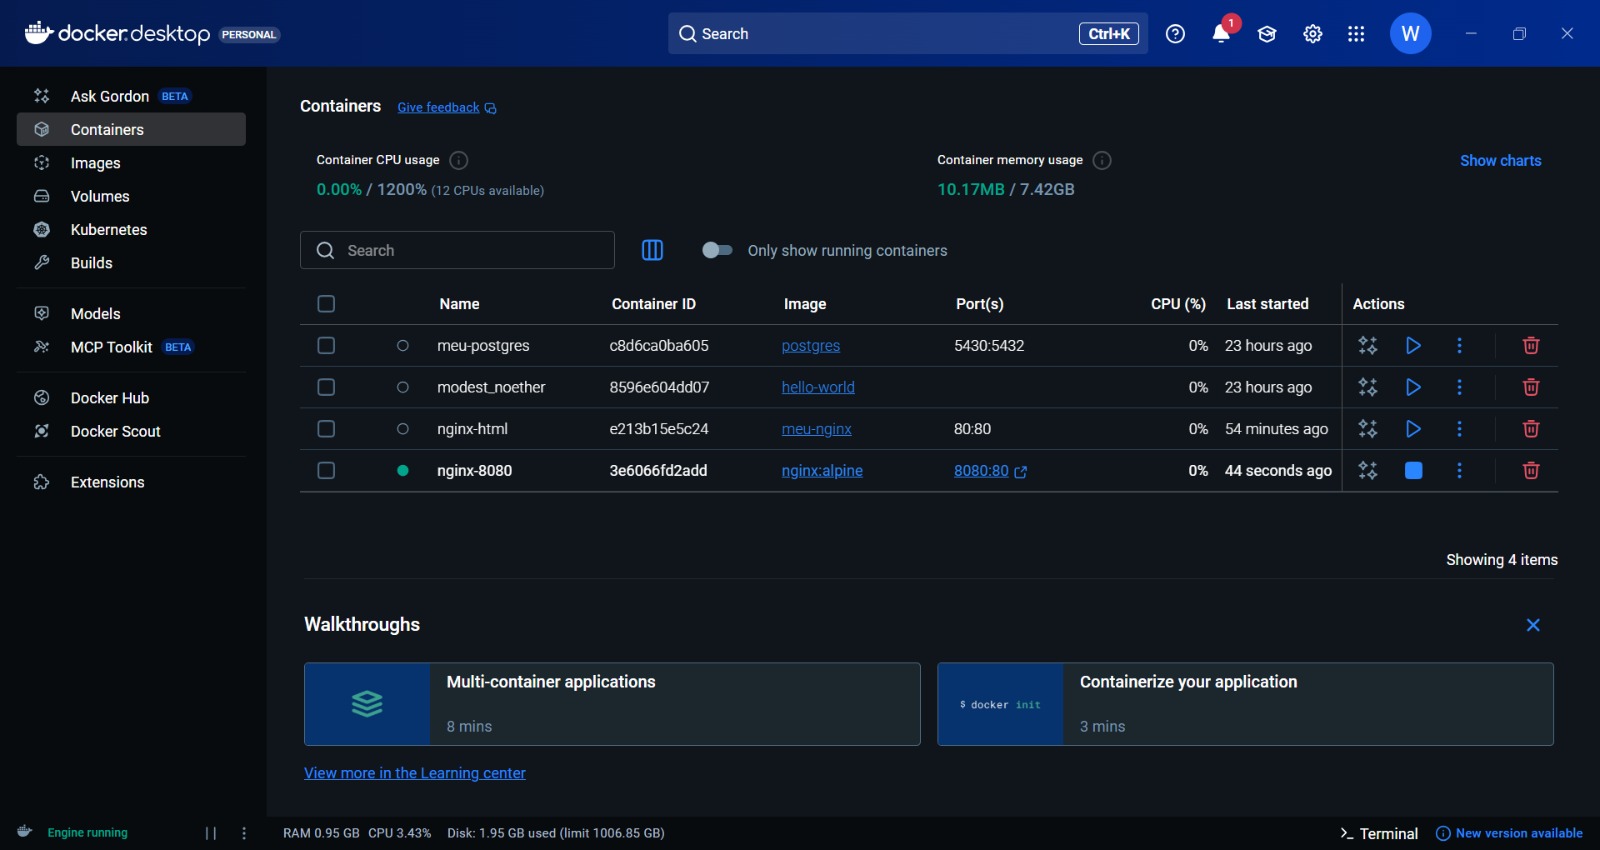 docker.desktop PERSONAL
Search Ctrl+K
1
W
Ask Gordon BETA
Containers
Images
Volumes
Kubernetes
Builds
Models
MCP Toolkit BETA
Docker Hub
Docker Scout
Extensions
Containers Give feedback
Container CPU usage
0.00% / 1200% (12 CPUs available)
Container memory usage
10.17MB / 7.42GB
Show charts
Search
Only show running containers
Name Container ID Image Port(s) CPU (%) Last started Actions
meu-postgres c8d6ca0ba605 postgres 5430:5432 0% 23 hours ago
modest_noether 8596e604dd07 hello-world 0% 23 hours ago
nginx-html e213b15e5c24 meu-nginx 80:80 0% 54 minutes ago
nginx-8080 3e6066fd2add nginx:alpine 8080:80 0% 44 seconds ago
Showing 4 items
Walkthroughs
Multi-container applications
8 mins
$ docker init
Containerize your application
3 mins
View more in the Learning center
Engine running
RAM 0.95 GB CPU 3.43% Disk: 1.95 GB used (limit 1006.85 GB)
>_ Terminal
New version available